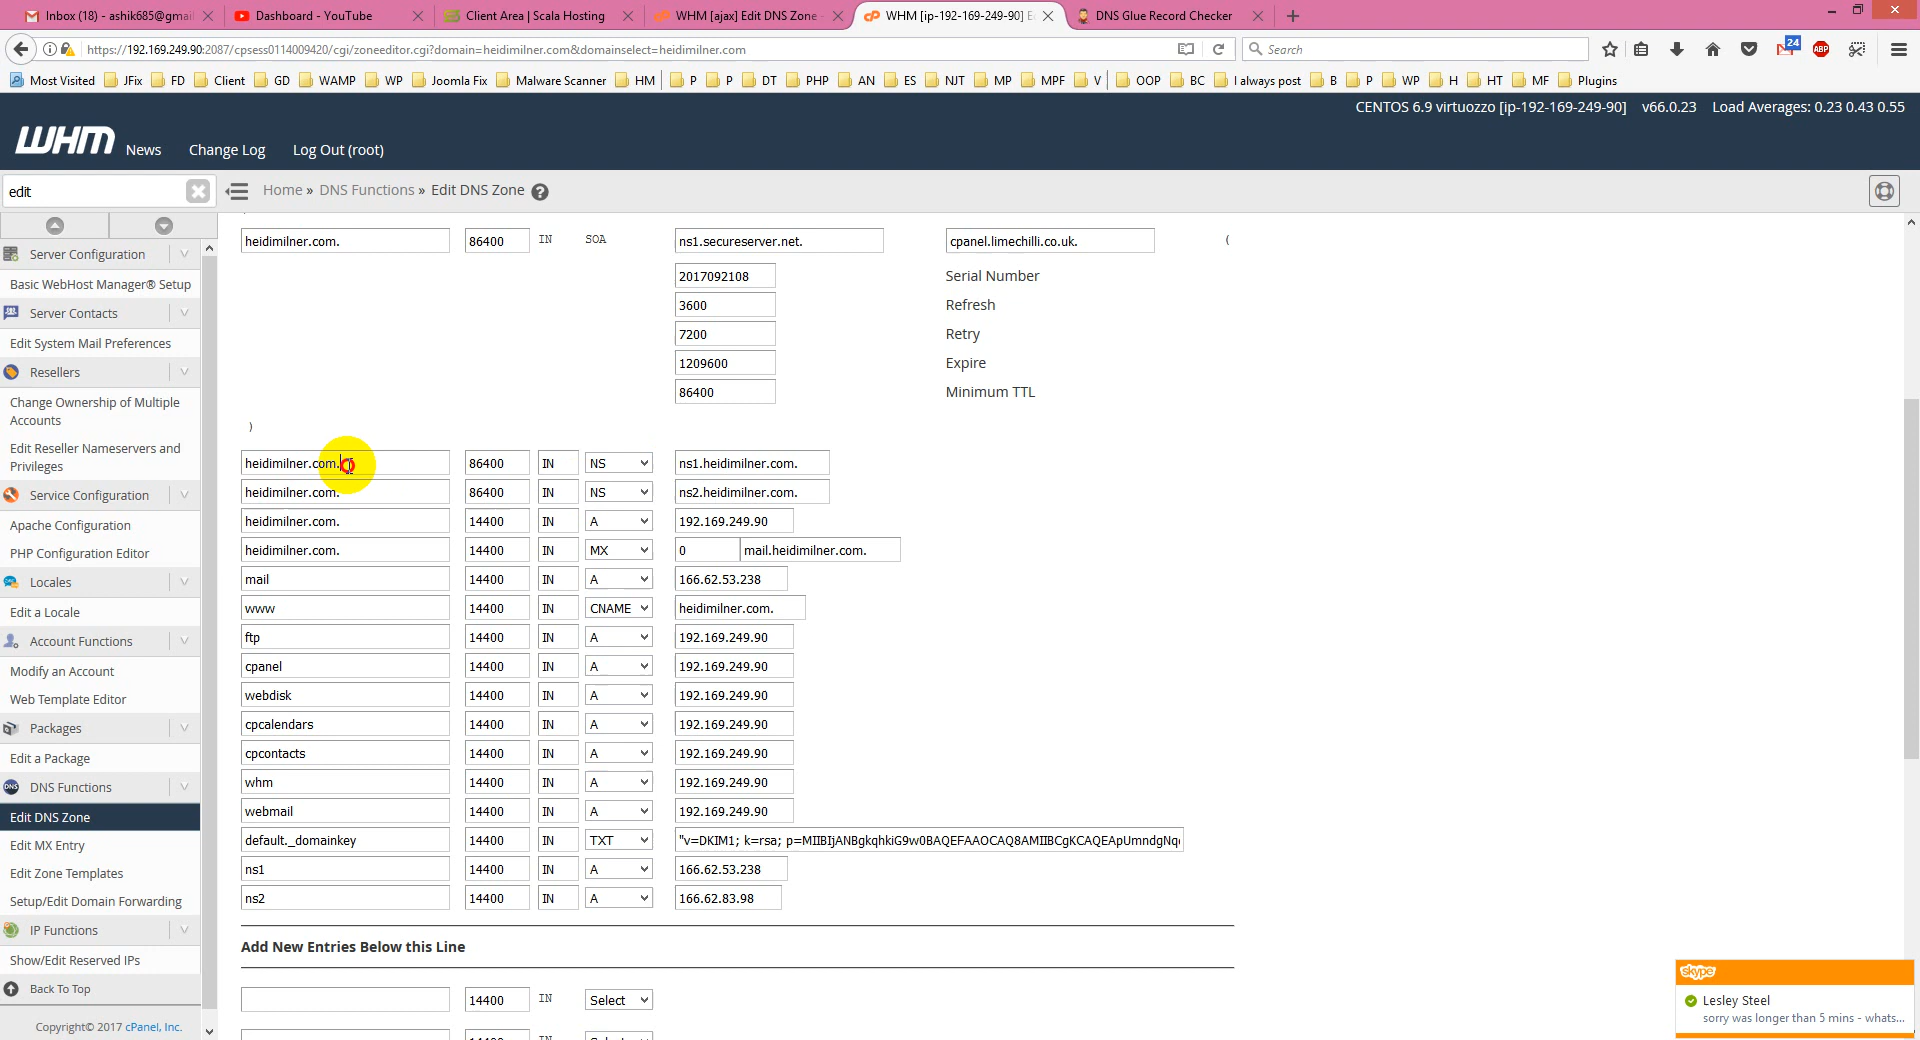 Inbox (18) - ashik685@gmai
Dashboard - YouTube
Client Area | Scala Hosting
WHM [ajax] Edit DNS Zone -
WHM [ip-192-169-249-90] E
DNS Glue Record Checker
https://192.169.249.90:2087/cpsess0114009420/cgi/zoneeditor.cgi?domain=heidimilner.com&domainselect=heidimilner.com
Search
24
ABP
Most Visited JFix FD Client GD WAMP WP Joomla Fix Malware Scanner HM P P DT PHP AN ES NJT MP MPF V OOP BC I always post B P WP H HT MF Plugins
CENTOS 6.9 virtuozzo [ip-192-169-249-90] v66.0.23 Load Averages: 0.23 0.43 0.55
WHM News Change Log Log Out (root)
edit
Home » DNS Functions » Edit DNS Zone
Server Configuration
Basic WebHost Manager® Setup
Server Contacts
Edit System Mail Preferences
Resellers
Change Ownership of Multiple
Accounts
Edit Reseller Nameservers and
Privileges
Service Configuration
Apache Configuration
PHP Configuration Editor
Locales
Edit a Locale
Account Functions
Modify an Account
Web Template Editor
Packages
Edit a Package
DNS Functions
Edit DNS Zone
Edit MX Entry
Edit Zone Templates
Setup/Edit Domain Forwarding
IP Functions
Show/Edit Reserved IPs
Back To Top
Copyright© 2017 cPanel, Inc.
heidimilner.com. 86400 IN SOA ns1.secureserver.net. cpanel.limechilli.co.uk. (
2017092108 Serial Number
3600 Refresh
7200 Retry
1209600 Expire
86400 Minimum TTL
)
heidimilner.com. 86400 IN NS ns1.heidimilner.com.
heidimilner.com. 86400 IN NS ns2.heidimilner.com.
heidimilner.com. 14400 IN A 192.169.249.90
heidimilner.com. 14400 IN MX 0 mail.heidimilner.com.
mail 14400 IN A 166.62.53.238
www 14400 IN CNAME heidimilner.com.
ftp 14400 IN A 192.169.249.90
cpanel 14400 IN A 192.169.249.90
webdisk 14400 IN A 192.169.249.90
cpcalendars 14400 IN A 192.169.249.90
cpcontacts 14400 IN A 192.169.249.90
whm 14400 IN A 192.169.249.90
webmail 14400 IN A 192.169.249.90
default._domainkey 14400 IN TXT "v=DKIM1; k=rsa; p=MIIBIjANBgkqhkiG9w0BAQEFAAOCAQ8AMIIBCgKCAQEApUmndgNq
ns1 14400 IN A 166.62.53.238
ns2 14400 IN A 166.62.83.98
Add New Entries Below this Line
14400 IN Select
skype
Lesley Steel
sorry was longer than 5 mins - whats...